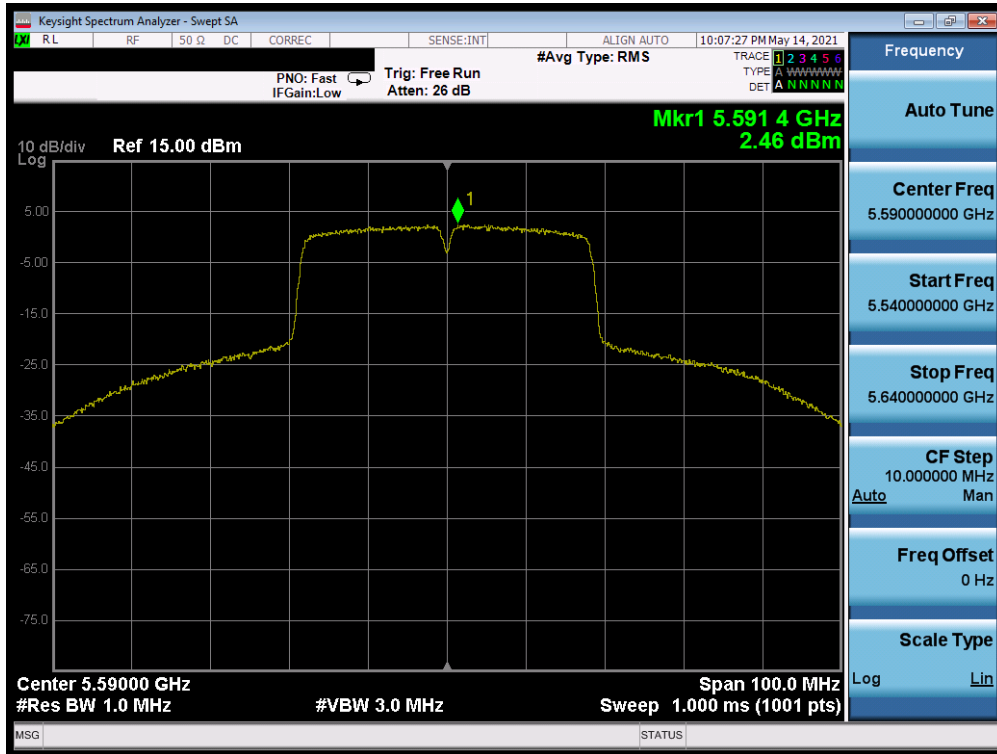 Keysight Spectrum Analyzer - Swept SA
LXI RL RF 50 Ω DC CORREC SENSE:INT ALIGN AUTO 10:07:27 PM May 14, 2021
#Avg Type: RMS TRACE 1 2 3 4 5 6
PNO: Fast Trig: Free Run TYPE A WWWWW
IFGain:Low Atten: 26 dB DET A N N N N N
Mkr1 5.591 4 GHz
2.46 dBm
10 dB/div Ref 15.00 dBm
Log
1
5.00
-5.00
-15.0
-25.0
-35.0
-45.0
-55.0
-65.0
-75.0
Center 5.59000 GHz Span 100.0 MHz
#Res BW 1.0 MHz #VBW 3.0 MHz Sweep 1.000 ms (1001 pts)
MSG STATUS
Frequency
Auto Tune
Center Freq
5.590000000 GHz
Start Freq
5.540000000 GHz
Stop Freq
5.640000000 GHz
CF Step
10.000000 MHz
Auto Man
Freq Offset
0 Hz
Scale Type
Log Lin